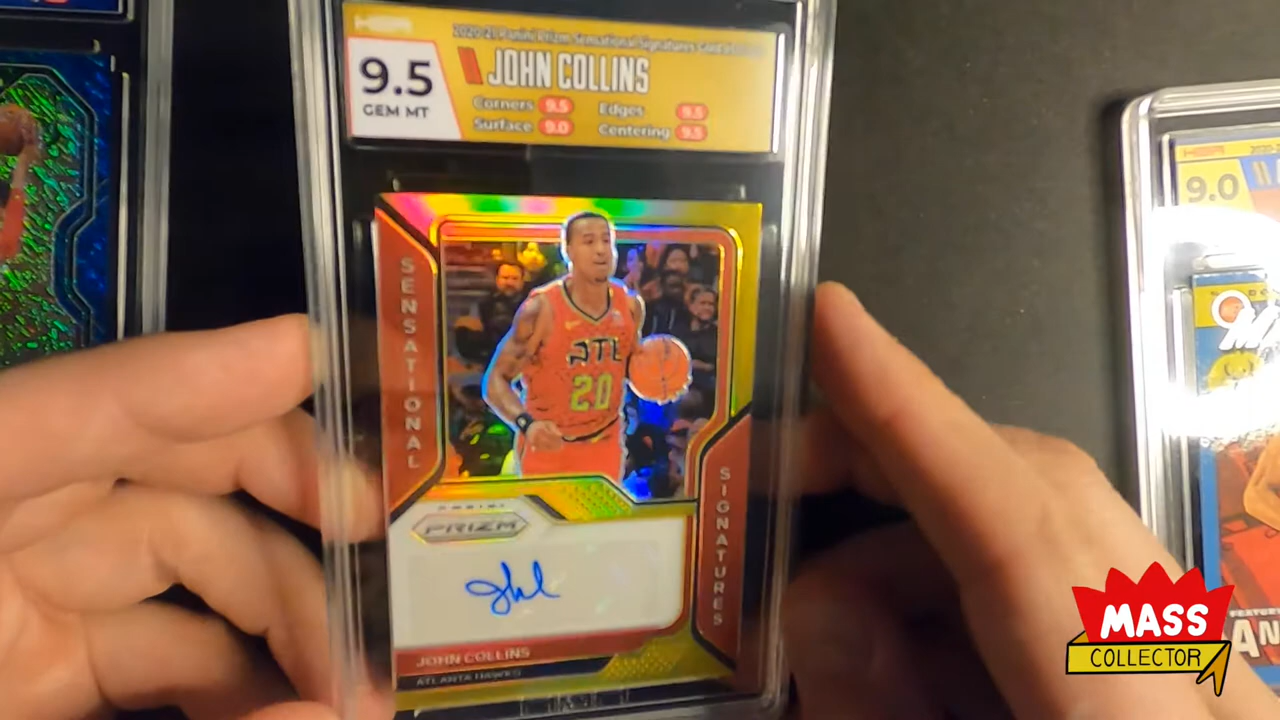 HGA
2020-21 Panini Prizm Sensational Signatures Gold
9.5
GEM MT
JOHN COLLINS
Corners 9.5 Edges 9.5
Surface 9.0 Centering 9.5
SENSATIONAL
ATL
20
SIGNATURES
PANINI
PRIZM
JOHN COLLINS
ATLANTA HAWKS
HGA
9.0
MASS
COLLECTOR